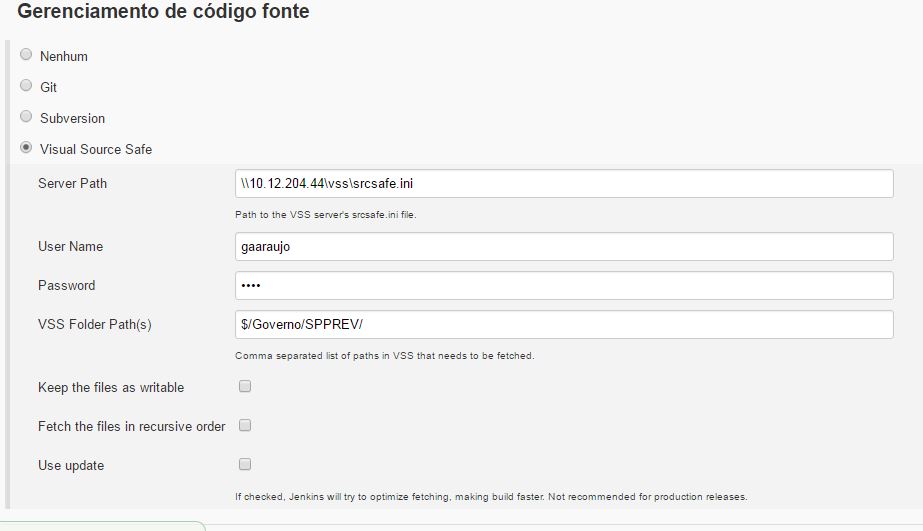 Gerenciamento de código fonte
Nenhum
Git
Subversion
Visual Source Safe
Server Path
\\10.12.204.44\vss\srcsafe.ini
Path to the VSS server's srcsafe.ini file.
User Name
gaaraujo
Password
••••
VSS Folder Path(s)
$/Governo/SPPREV/
Comma separated list of paths in VSS that needs to be fetched.
Keep the files as writable
Fetch the files in recursive order
Use update
If checked, Jenkins will try to optimize fetching, making build faster. Not recommended for production releases.